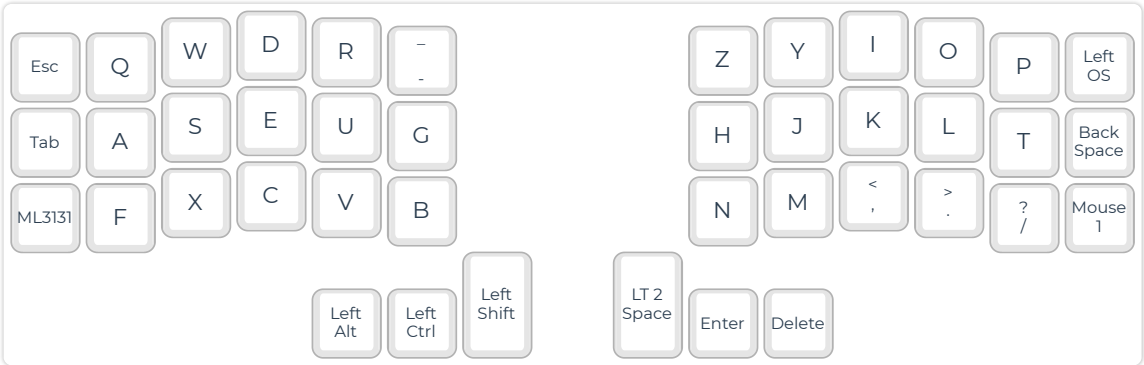 Esc Q W D R _ Z Y I O P Left
- OS
Tab A S E U G H J K L T Back
Space
ML3131 F X C V B N M < > ? Mouse
, . / 1
Left Left Left LT 2 Enter Delete
Alt Ctrl Shift Space